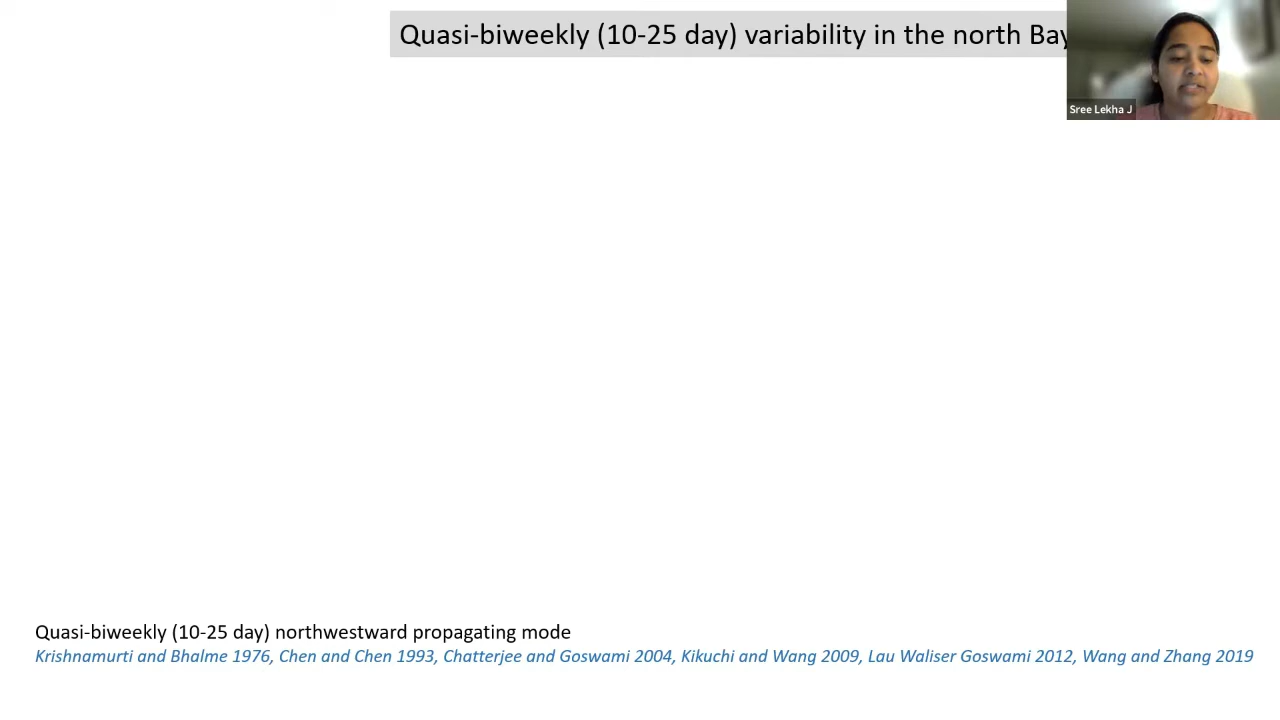 Quasi-biweekly (10-25 day) variability in the north Bay
Sree Lekha J
Quasi-biweekly (10-25 day) northwestward propagating mode
Krishnamurti and Bhalme 1976, Chen and Chen 1993, Chatterjee and Goswami 2004, Kikuchi and Wang 2009, Lau Waliser Goswami 2012, Wang and Zhang 2019